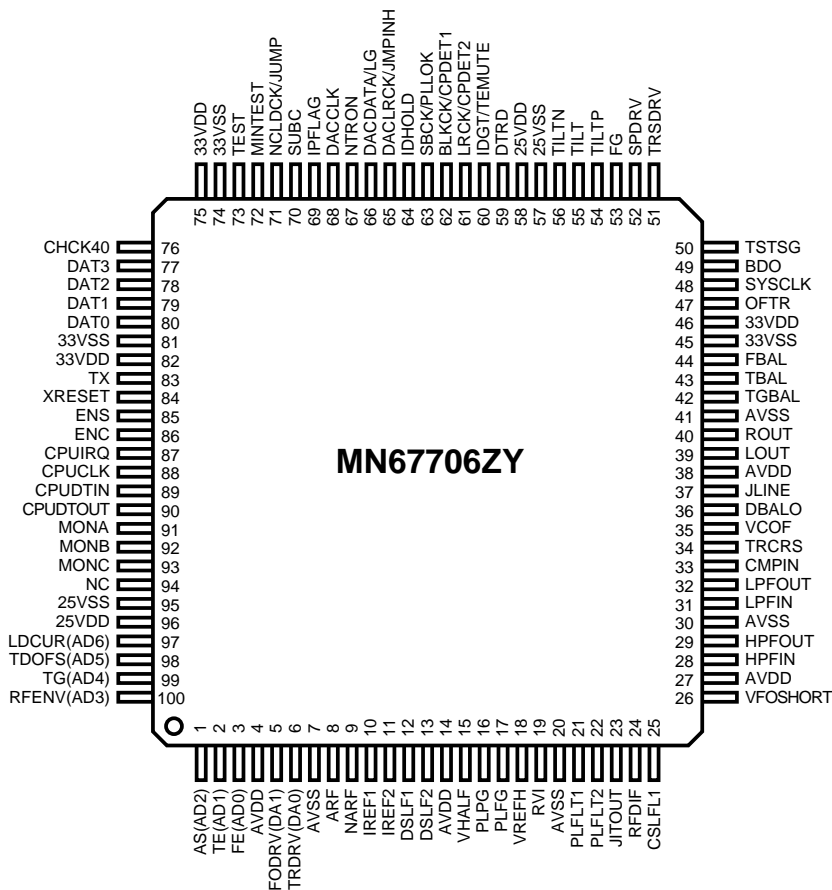 33VDD
33VSS
TEST
MINTEST
NCLDCK/JUMP
SUBC
IPFLAG
DACCLK
NTRON
DACDATA/LG
DACLRCK/JMPINH
IDHOLD
SBCK/PLLOK
BLKCK/CPDET1
LRCK/CPDET2
IDGT/TEMUTE
DTRD
25VDD
25VSS
TILTN
TILT
TILTP
FG
SPDRV
TRSDRV
75 74 73 72 71 70 69 68 67 66 65 64 63 62 61 60 59 58 57 56 55 54 53 52 51
CHCK40 76
DAT3 77
DAT2 78
DAT1 79
DAT0 80
33VSS 81
33VDD 82
TX 83
XRESET 84
ENS 85
ENC 86
CPUIRQ 87
CPUCLK 88
CPUDTIN 89
CPUDTOUT 90
MONA 91
MONB 92
MONC 93
NC 94
25VSS 95
25VDD 96
LDCUR(AD6) 97
TDOFS(AD5) 98
TG(AD4) 99
RFENV(AD3) 100
MN67706ZY
50 TSTSG
49 BDO
48 SYSCLK
47 OFTR
46 33VDD
45 33VSS
44 FBAL
43 TBAL
42 TGBAL
41 AVSS
40 ROUT
39 LOUT
38 AVDD
37 JLINE
36 DBALO
35 VCOF
34 TRCRS
33 CMPIN
32 LPFOUT
31 LPFIN
30 AVSS
29 HPFOUT
28 HPFIN
27 AVDD
26 VFOSHORT
1 2 3 4 5 6 7 8 9 10 11 12 13 14 15 16 17 18 19 20 21 22 23 24 25
AS(AD2)
TE(AD1)
FE(AD0)
AVDD
FODRV(DA1)
TRDRV(DA0)
AVSS
ARF
NARF
IREF1
IREF2
DSLF1
DSLF2
AVDD
VHALF
PLPG
PLFG
VREFH
RVI
AVSS
PLFLT1
PLFLT2
JITOUT
RFDIF
CSLFL1